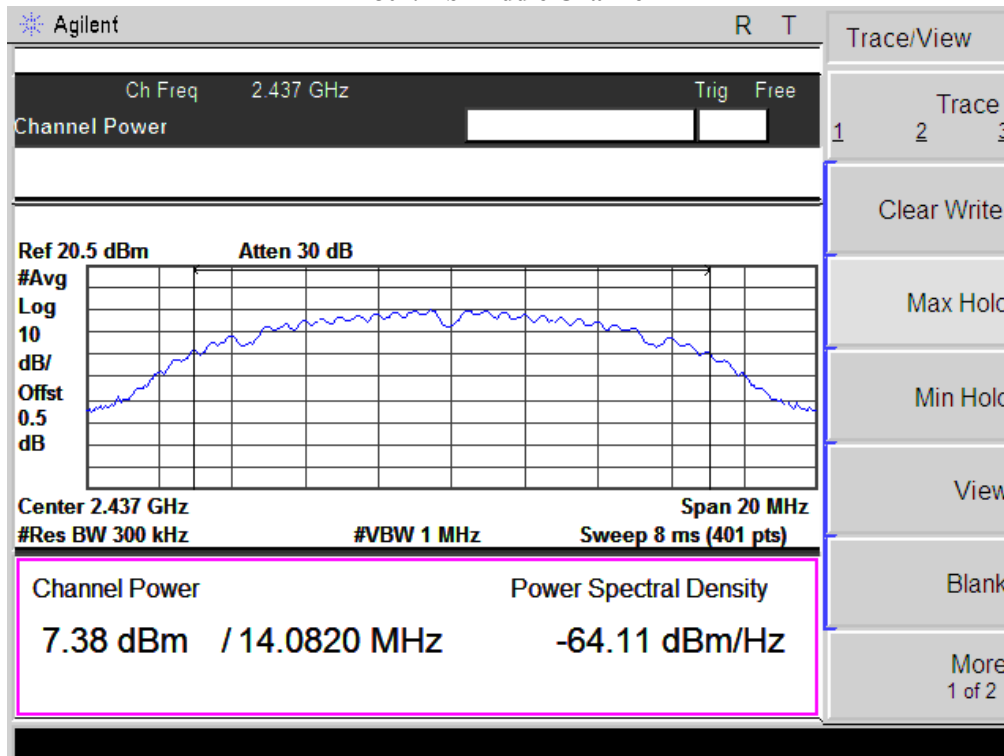 Agilent R T
Trace/View
Ch Freq 2.437 GHz Trig Free
Channel Power
Trace
1 2 3
Clear Write
Max Hold
Min Hold
View
Blank
More
1 of 2
Ref 20.5 dBm Atten 30 dB
#Avg
Log
10
dB/
Offst
0.5
dB
Center 2.437 GHz Span 20 MHz
#Res BW 300 kHz #VBW 1 MHz Sweep 8 ms (401 pts)
Channel Power Power Spectral Density
7.38 dBm / 14.0820 MHz -64.11 dBm/Hz